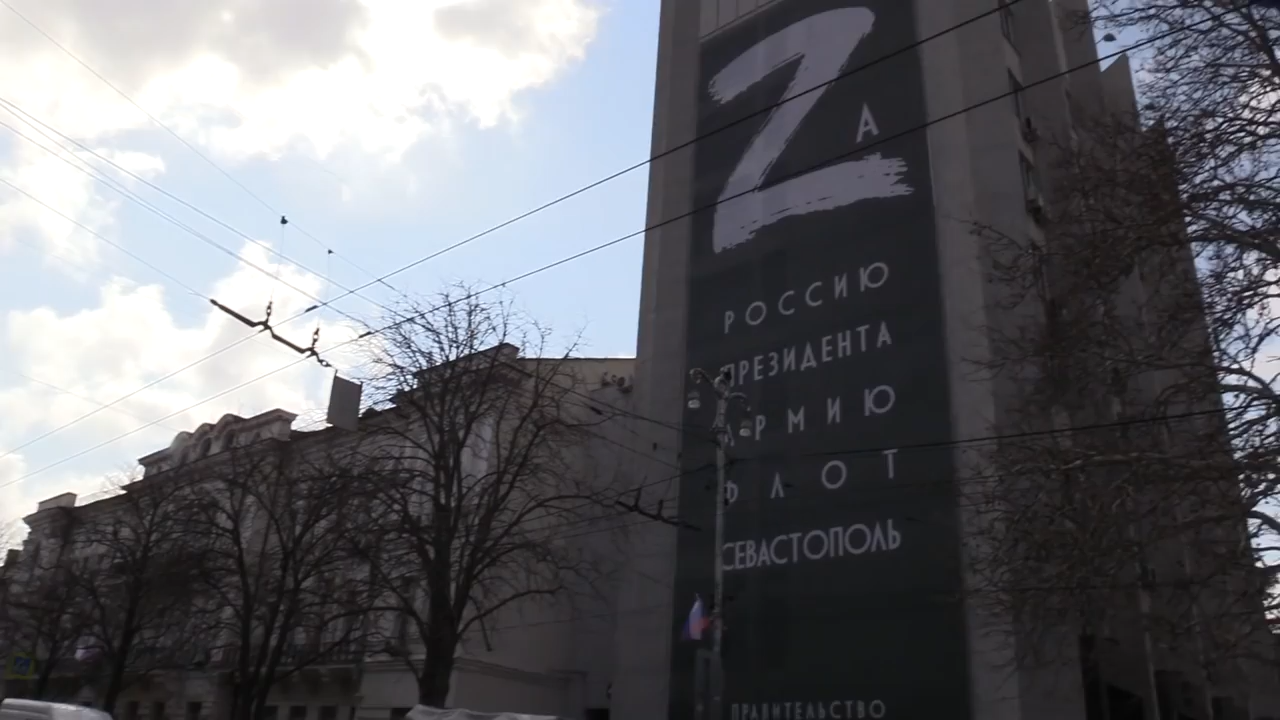 Zа
РОССИЮ
ПРЕЗИДЕНТА
АРМИЮ
ФЛОТ
СЕВАСТОПОЛЬ
ПРАВИТЕЛЬСТВО